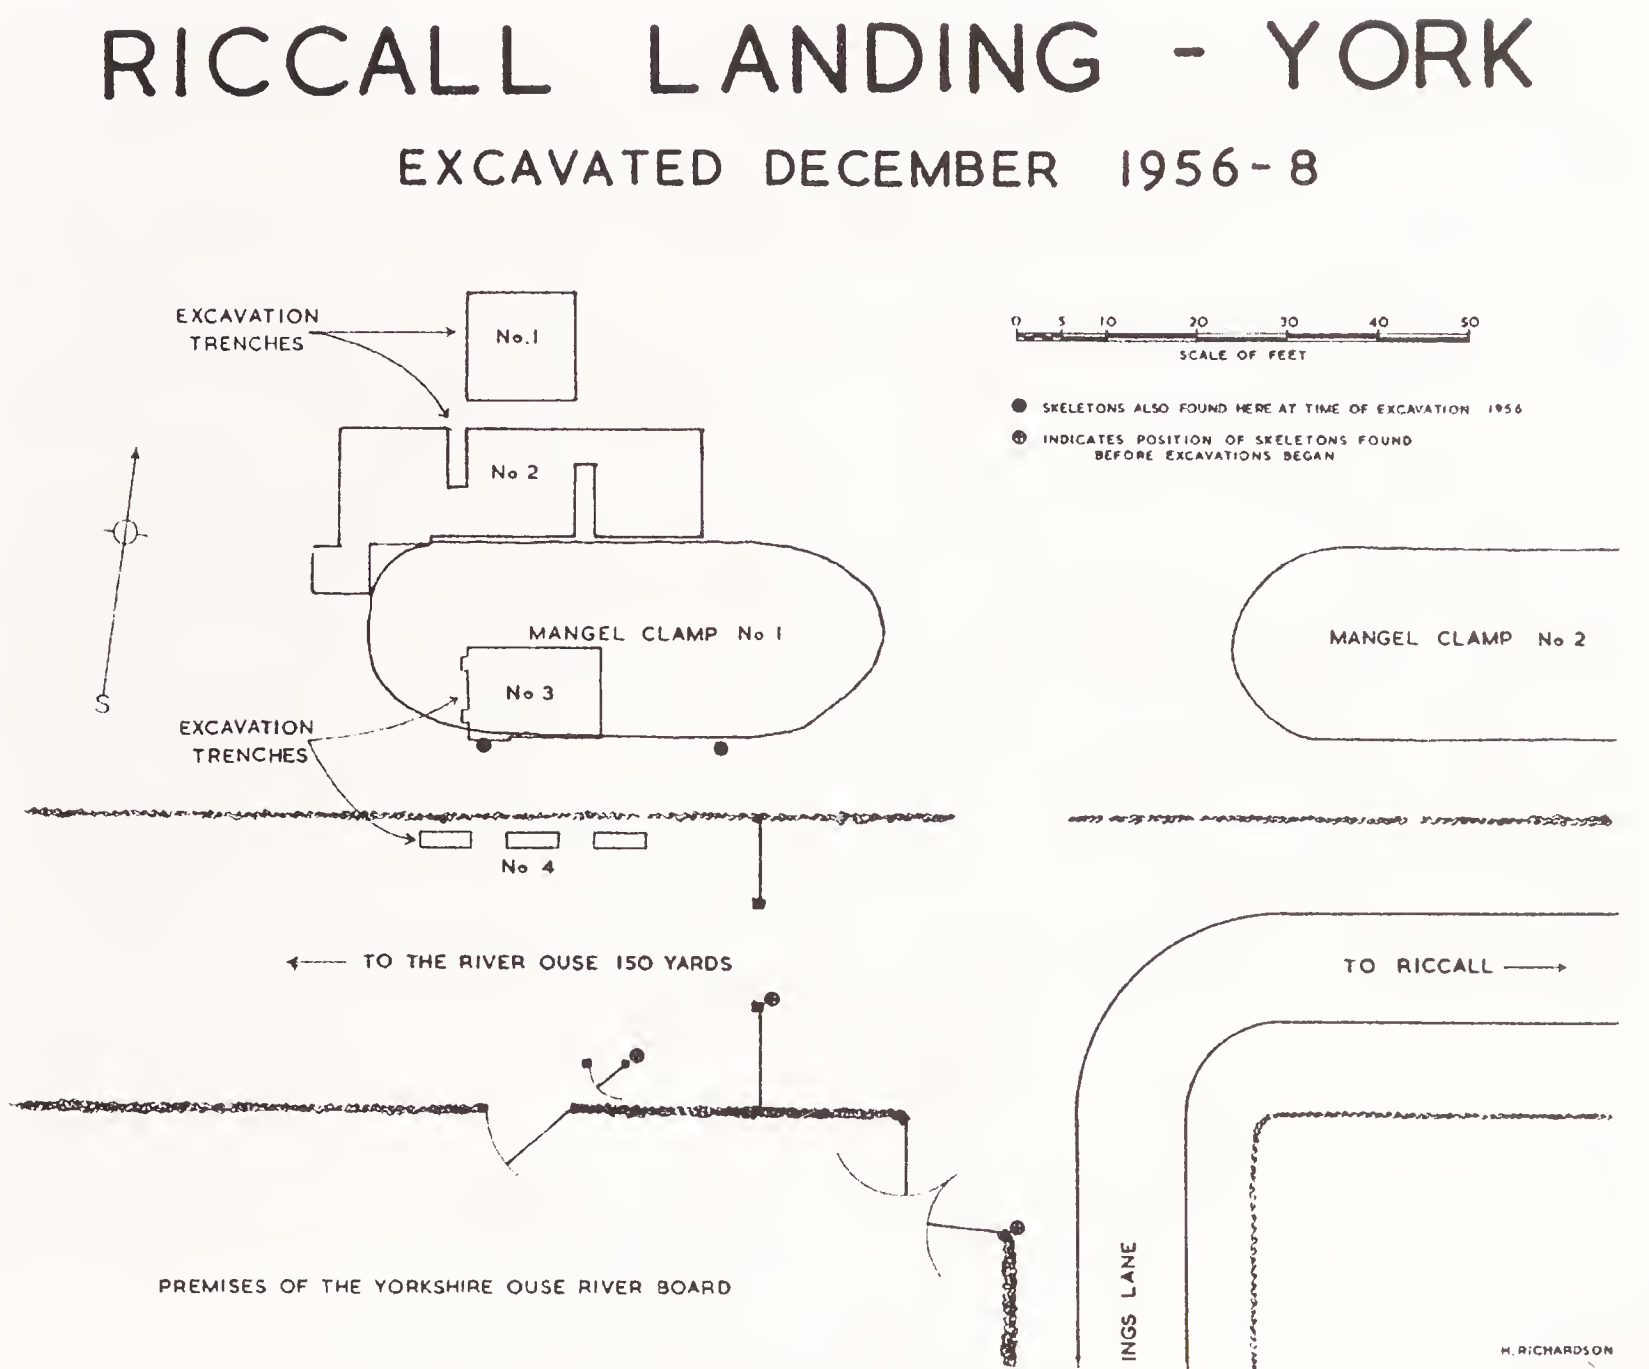 RICCALL LANDING - YORK
EXCAVATED DECEMBER 1956-8
EXCAVATION
TRENCHES
No.1
0 5 10 20 30 40 50
SCALE OF FEET
SKELETONS ALSO FOUND HERE AT TIME OF EXCAVATION 1956
INDICATES POSITION OF SKELETONS FOUND
BEFORE EXCAVATIONS BEGAN
No 2
MANGEL CLAMP No 1
MANGEL CLAMP No 2
No 3
S
EXCAVATION
TRENCHES
No 4
TO THE RIVER OUSE 150 YARDS
TO RICCALL
PREMISES OF THE YORKSHIRE OUSE RIVER BOARD
INGS LANE
H. RICHARDSON